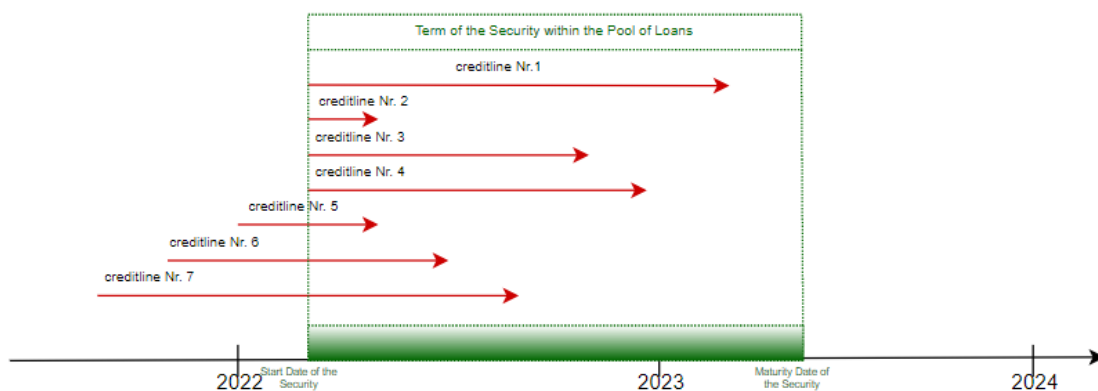 Term of the Security within the Pool of Loans
creditline Nr.1
creditline Nr. 2
creditline Nr. 3
creditline Nr. 4
creditline Nr. 5
creditline Nr. 6
creditline Nr. 7
2022
Start Date of the
Security
2023
Maturity Date of
the Security
2024